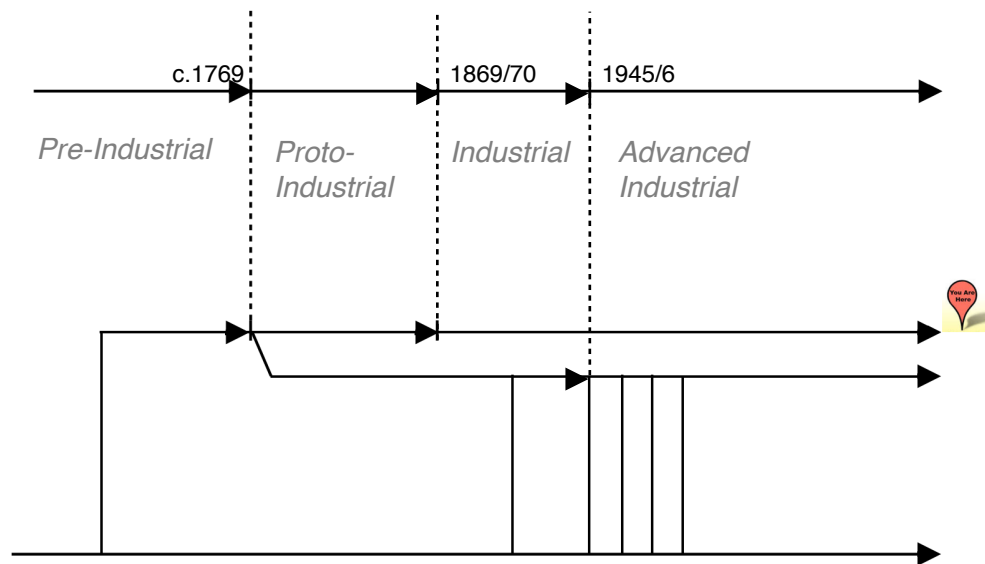 c.1769
1869/70
1945/6
Pre-Industrial
Proto-
Industrial
Industrial
Advanced
Industrial
You Are
Here